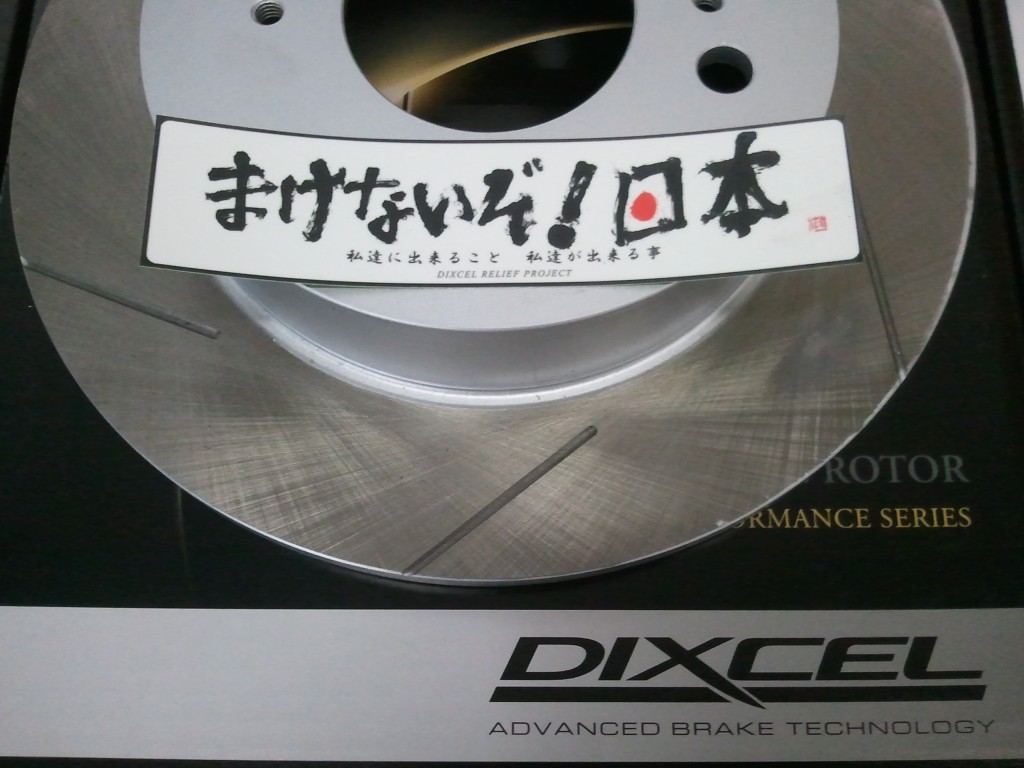 まけないぞ!日本
私達に出来ること 私達が出来る事
DIXCEL RELIEF PROJECT
ROTOR
SERIES
DIXCEL
ADVANCED BRAKE TECHNOLOGY